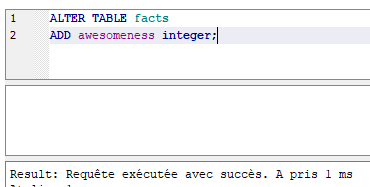 1 ALTER TABLE facts
2 ADD awesomeness integer;
Result: Requête exécutée avec succès. A pris 1 ms